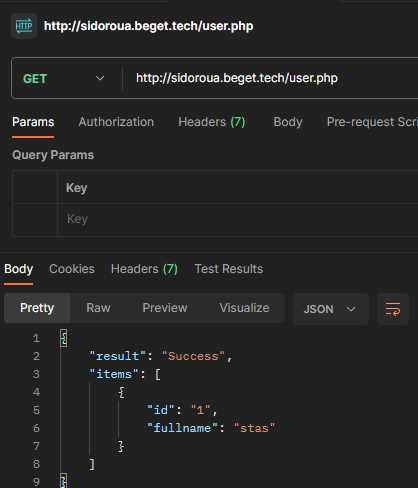 HTTP http://sidoroua.beget.tech/user.php
GET http://sidoroua.beget.tech/user.php
Params Authorization Headers (7) Body Pre-request Scri
Query Params
Key
Key
Body Cookies Headers (7) Test Results
Pretty Raw Preview Visualize JSON
1 {
2 "result": "Success",
3 "items": [
4 {
5 "id": "1",
6 "fullname": "stas"
7 }
8 ]
9 }